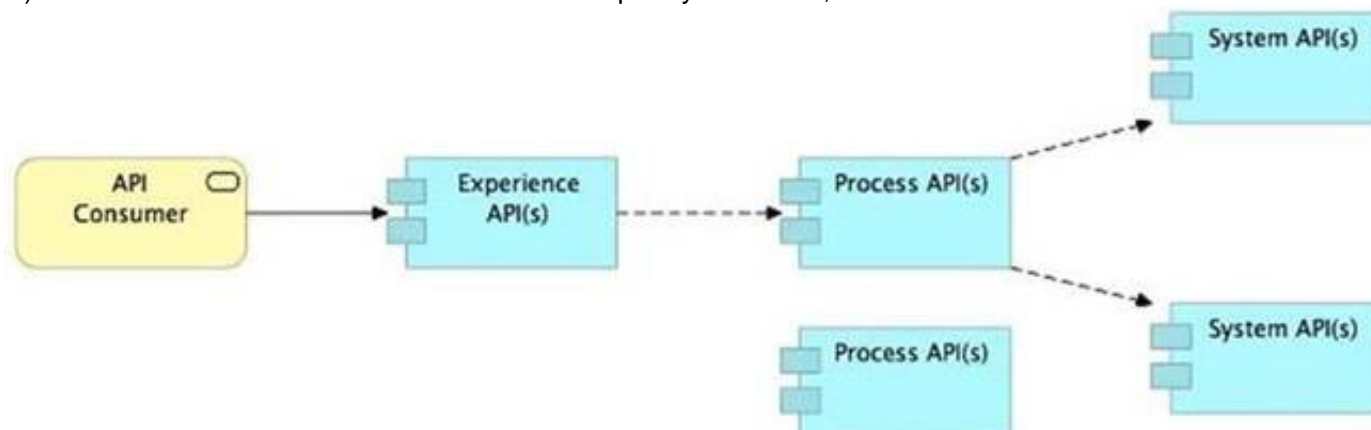 System API(s)
API
Consumer
Experience
API(s)
Process API(s)
System API(s)
Process API(s)